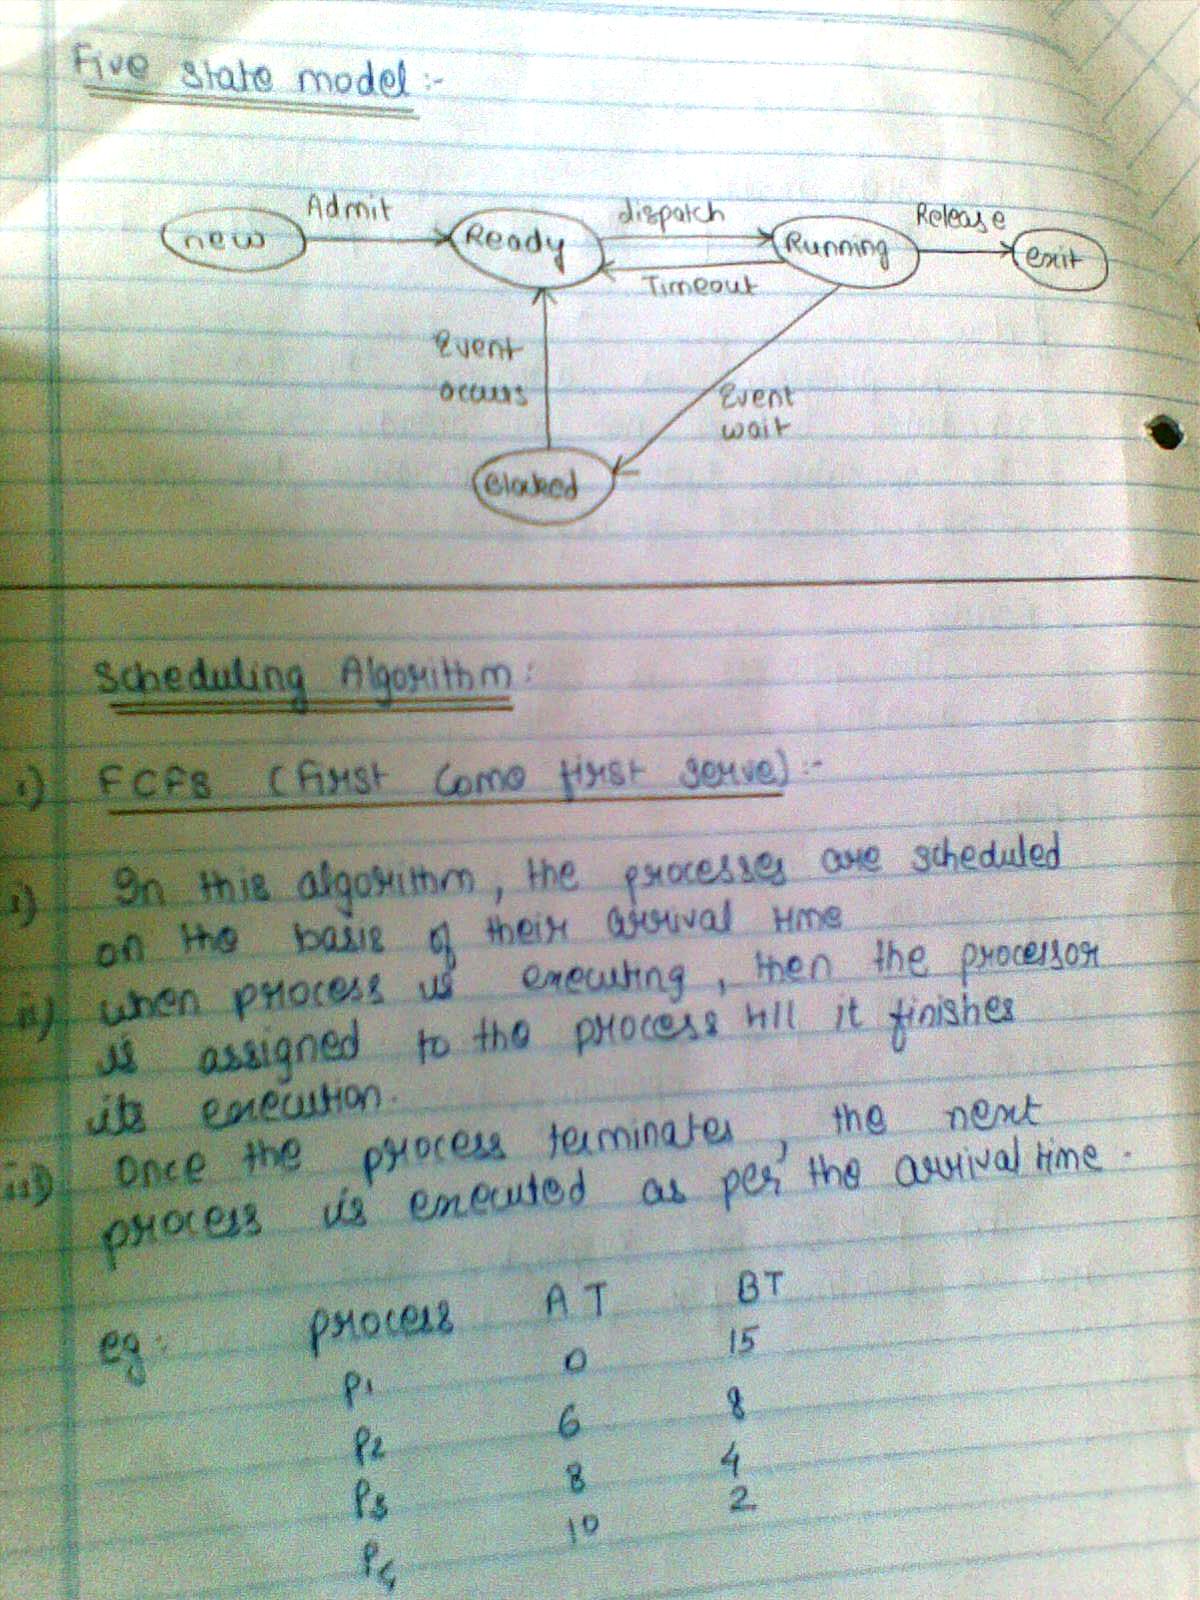 Five state model :-
Admit
dispatch
Release
new
Ready
Running
exit
Timeout
Event
occurs
Event
wait
Blocked
Scheduling Algorithm :
1) FCFS (First Come first serve) :-
i) In this algorithm, the processes are scheduled
on the basis of their arrival time
ii) when process is executing, then the processor
is assigned to the process till it finishes
its execution.
iii) Once the process terminates, the next
process is executed as per the arrival time.
eg: process AT BT
P1 0 15
P2 6 8
P3 8 4
P4 10 2